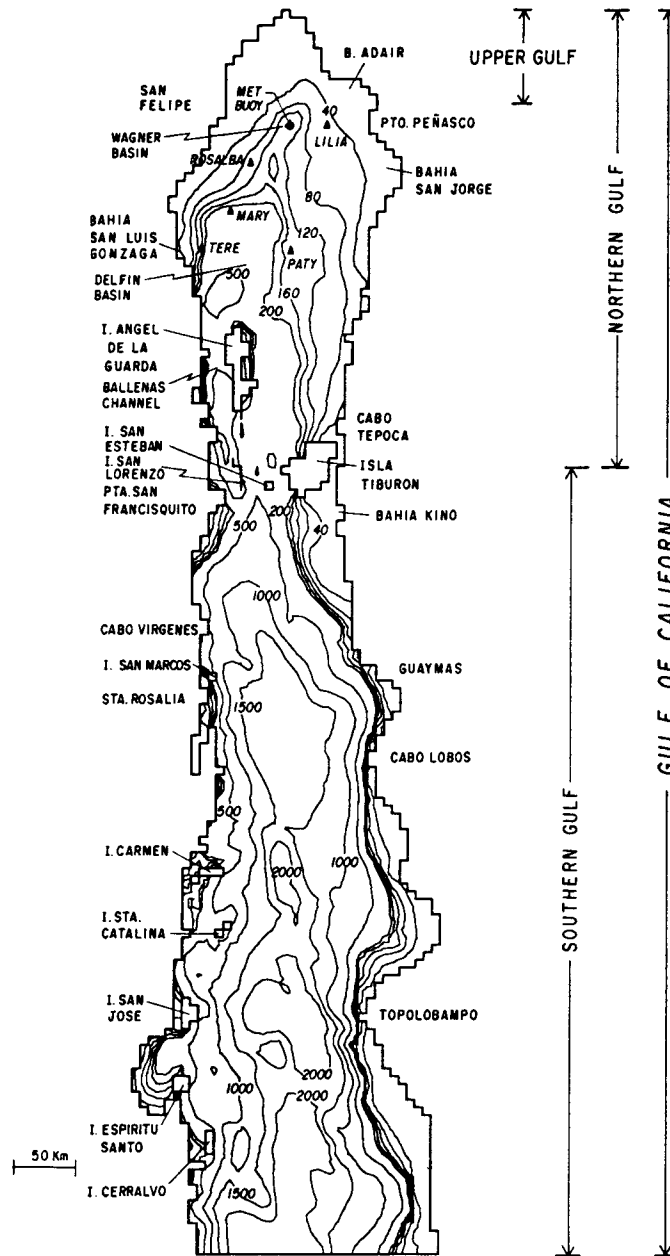 B. ADAIR
UPPER GULF
SAN
FELIPE
MET
BUOY
40
LILIA
PTO. PEÑASCO
WAGNER
BASIN
ROSALBA
BAHIA
SAN JORGE
80
MARY
BAHIA
SAN LUIS
GONZAGA
120
TERE
PATY
DELFIN
BASIN
500
160
200
NORTHERN GULF
I. ANGEL
DE LA
GUARDA
BALLENAS
CHANNEL
CABO
TEPOCA
I. SAN
ESTEBAN
I. SAN
LORENZO
PTA. SAN
FRANCISQUITO
ISLA
TIBURON
200
500
40
BAHIA KINO
1000
CABO VIRGENES
I. SAN MARCOS
GUAYMAS
STA. ROSALIA
1500
CABO LOBOS
GULF OF CALIFORNIA
500
I. CARMEN
2000
1000
SOUTHERN GULF
I. STA.
CATALINA
I. SAN
JOSE
TOPOLOBAMPO
2000
1000
2000
I. ESPIRITU
SANTO
50 Km
I. CERRALVO
1500